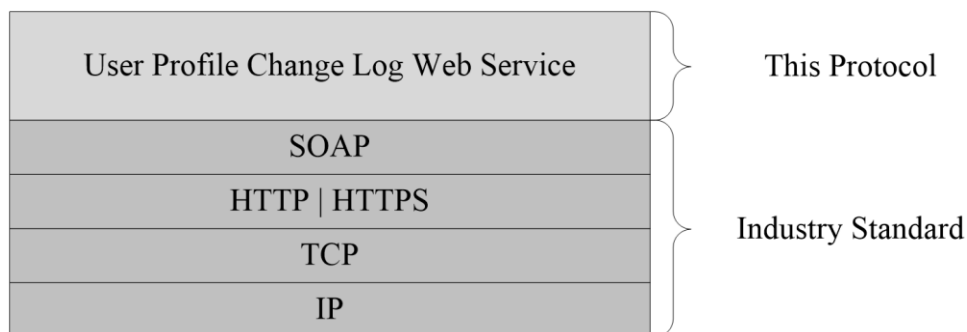 User Profile Change Log Web Service
This Protocol
SOAP
HTTP | HTTPS
TCP
IP
Industry Standard